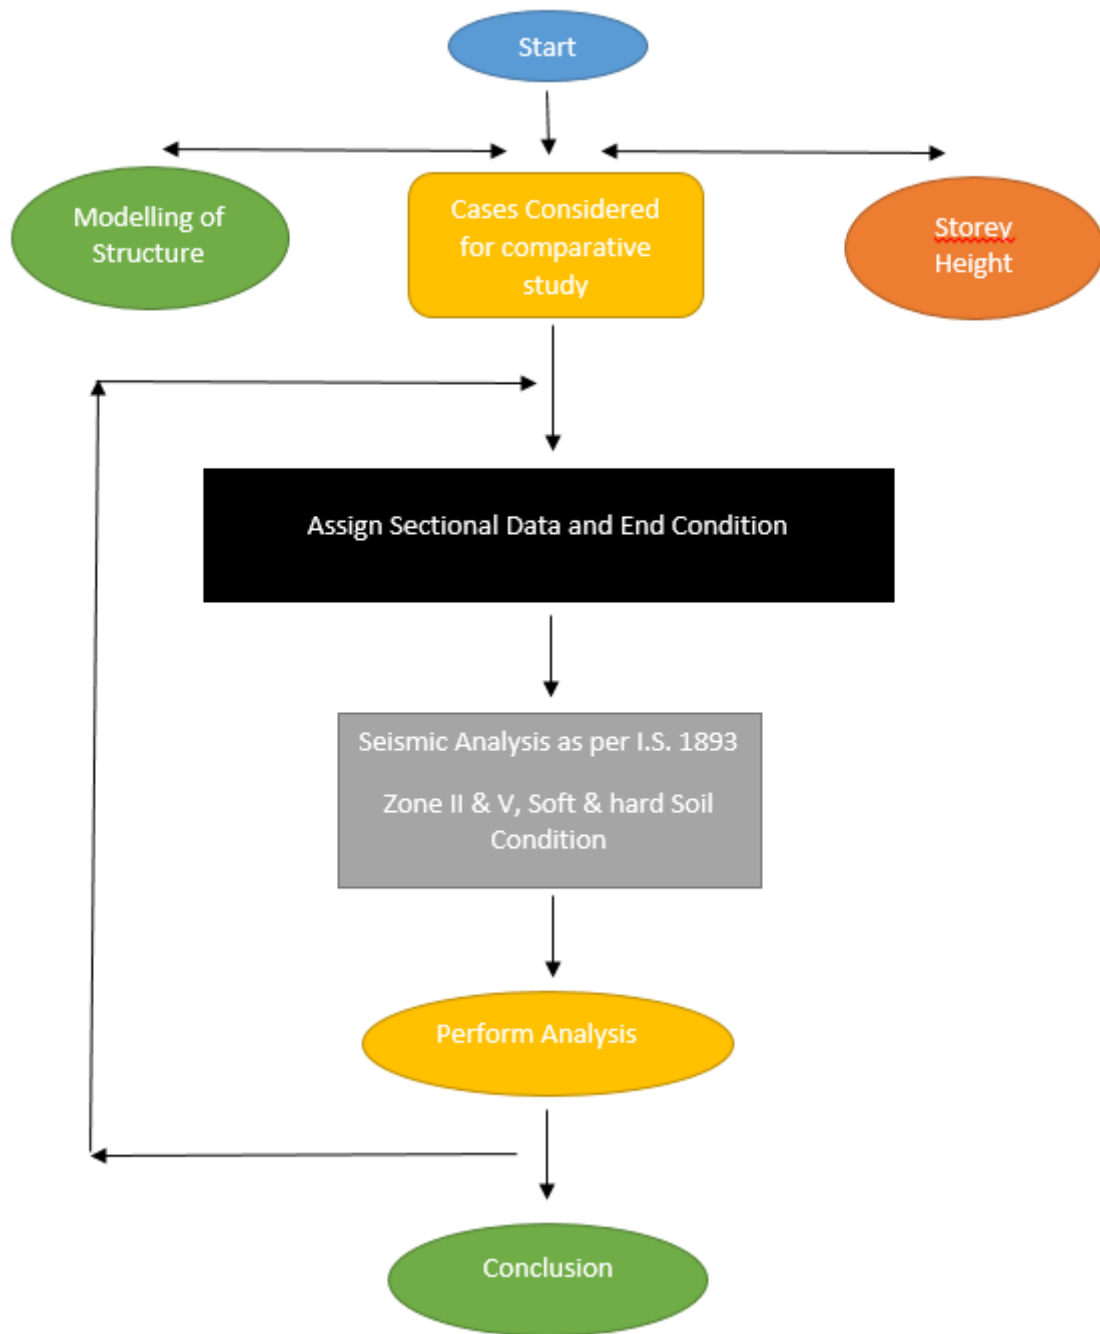 Start
Modelling of
Structure
Cases Considered
for comparative
study
Storey
Height
Assign Sectional Data and End Condition
Seismic Analysis as per I.S. 1893
Zone II & V, Soft & hard Soil
Condition
Perform Analysis
Conclusion